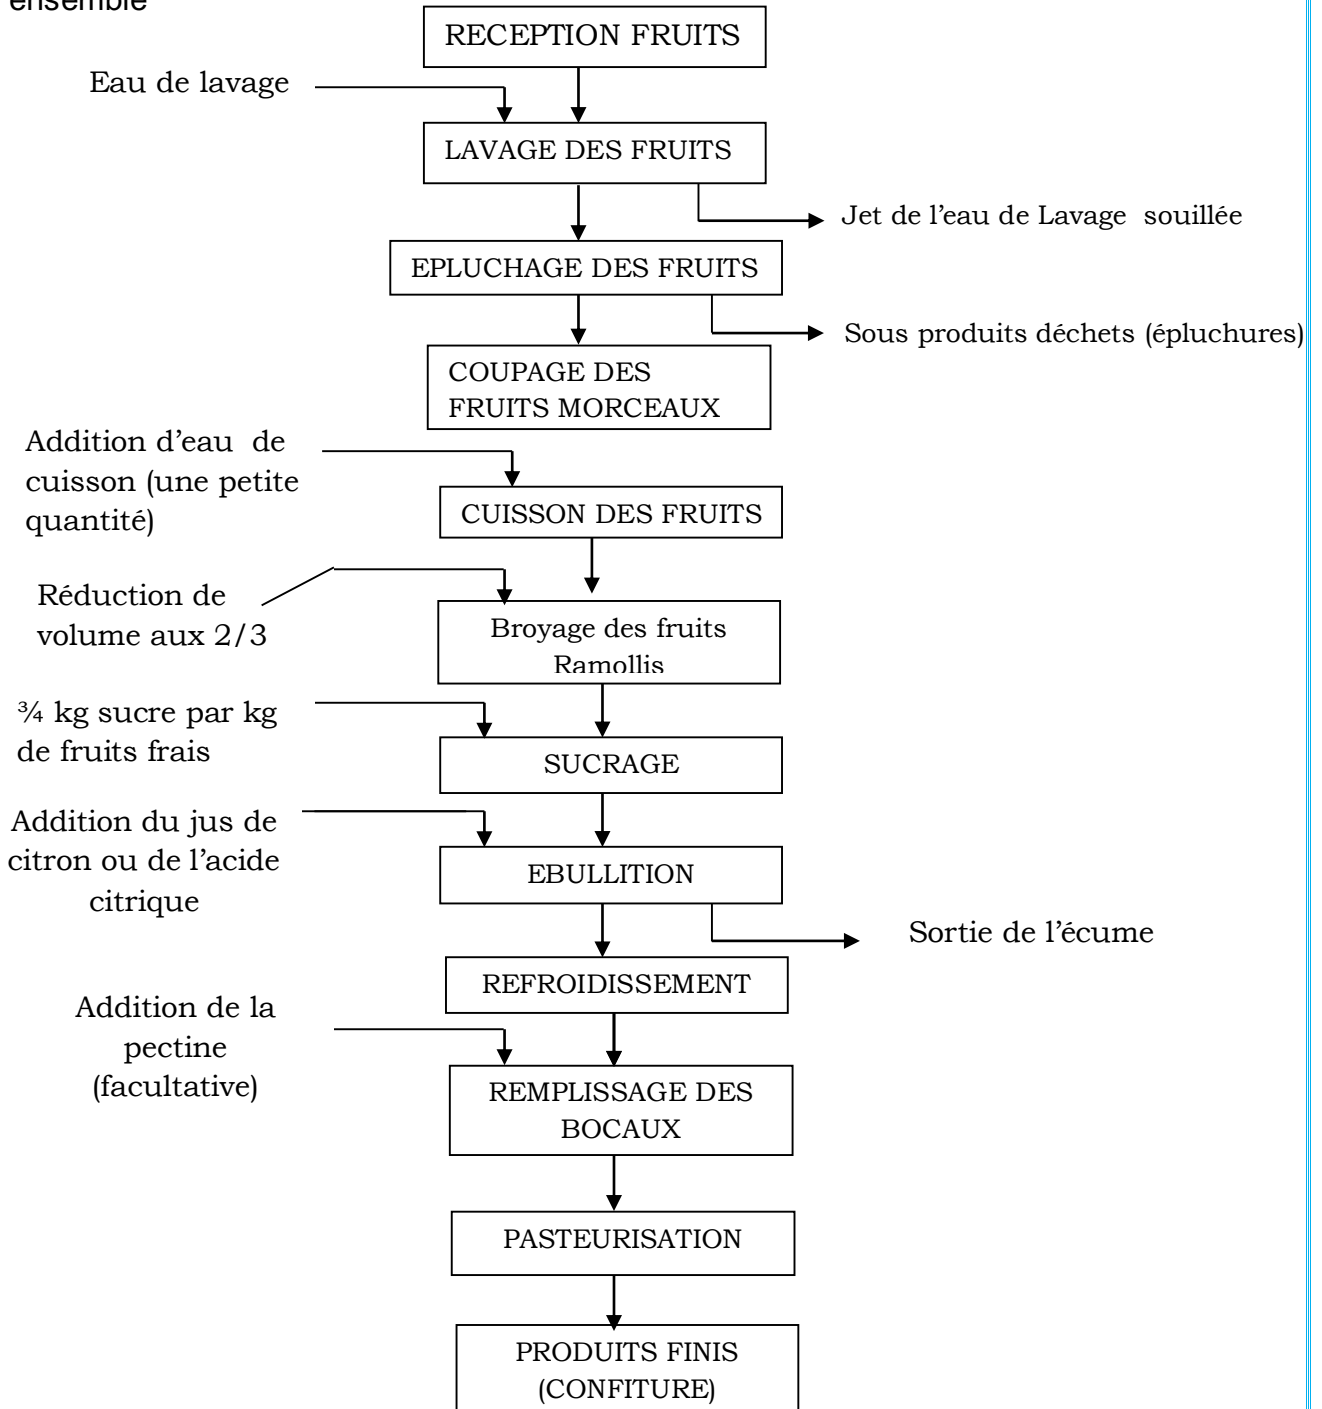 ensemble
RECEPTION FRUITS
Eau de lavage
LAVAGE DES FRUITS
Jet de l’eau de Lavage  souillée
EPLUCHAGE DES FRUITS
Sous produits déchets (épluchures)
COUPAGE DES
FRUITS MORCEAUX
Addition d’eau  de
cuisson (une petite
quantité)
CUISSON DES FRUITS
Réduction de
volume aux 2/3
Broyage des fruits
Ramollis
¾ kg sucre par kg
de fruits frais
SUCRAGE
Addition du jus de
citron ou de l’acide
citrique
EBULLITION
Sortie de l’écume
REFROIDISSEMENT
Addition de la
pectine
(facultative)
REMPLISSAGE DES
BOCAUX
PASTEURISATION
PRODUITS FINIS
(CONFITURE)